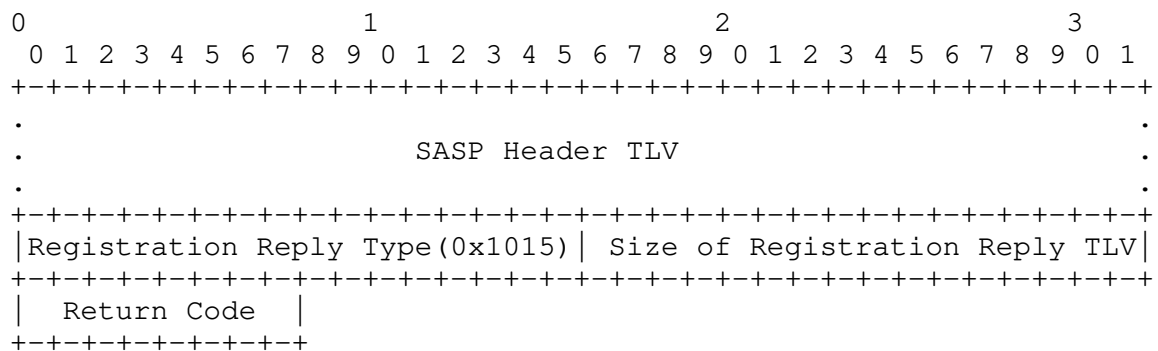 0                   1                   2                   3
 0 1 2 3 4 5 6 7 8 9 0 1 2 3 4 5 6 7 8 9 0 1 2 3 4 5 6 7 8 9 0 1
+-+-+-+-+-+-+-+-+-+-+-+-+-+-+-+-+-+-+-+-+-+-+-+-+-+-+-+-+-+-+-+-+
.                                                               .
.                      SASP Header TLV                          .
.                                                               .
+-+-+-+-+-+-+-+-+-+-+-+-+-+-+-+-+-+-+-+-+-+-+-+-+-+-+-+-+-+-+-+-+
|Registration Reply Type(0x1015)| Size of Registration Reply TLV|
+-+-+-+-+-+-+-+-+-+-+-+-+-+-+-+-+-+-+-+-+-+-+-+-+-+-+-+-+-+-+-+-+
|  Return Code  |
+-+-+-+-+-+-+-+-+